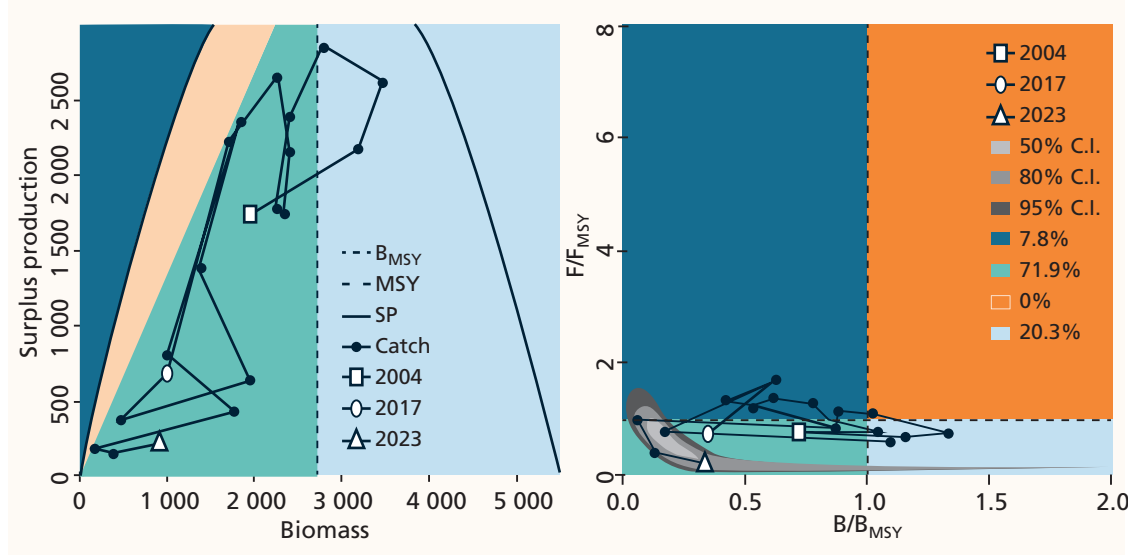 Surplus production
0
500
1 000
1 500
2 000
2 500
0
1 000
2 000
3 000
4 000
5 000
Biomass
B_MSY
MSY
SP
Catch
2004
2017
2023
F/F_MSY
0
2
4
6
8
0.0
0.5
1.0
1.5
2.0
B/B_MSY
2004
2017
2023
50% C.I.
80% C.I.
95% C.I.
7.8%
71.9%
0%
20.3%